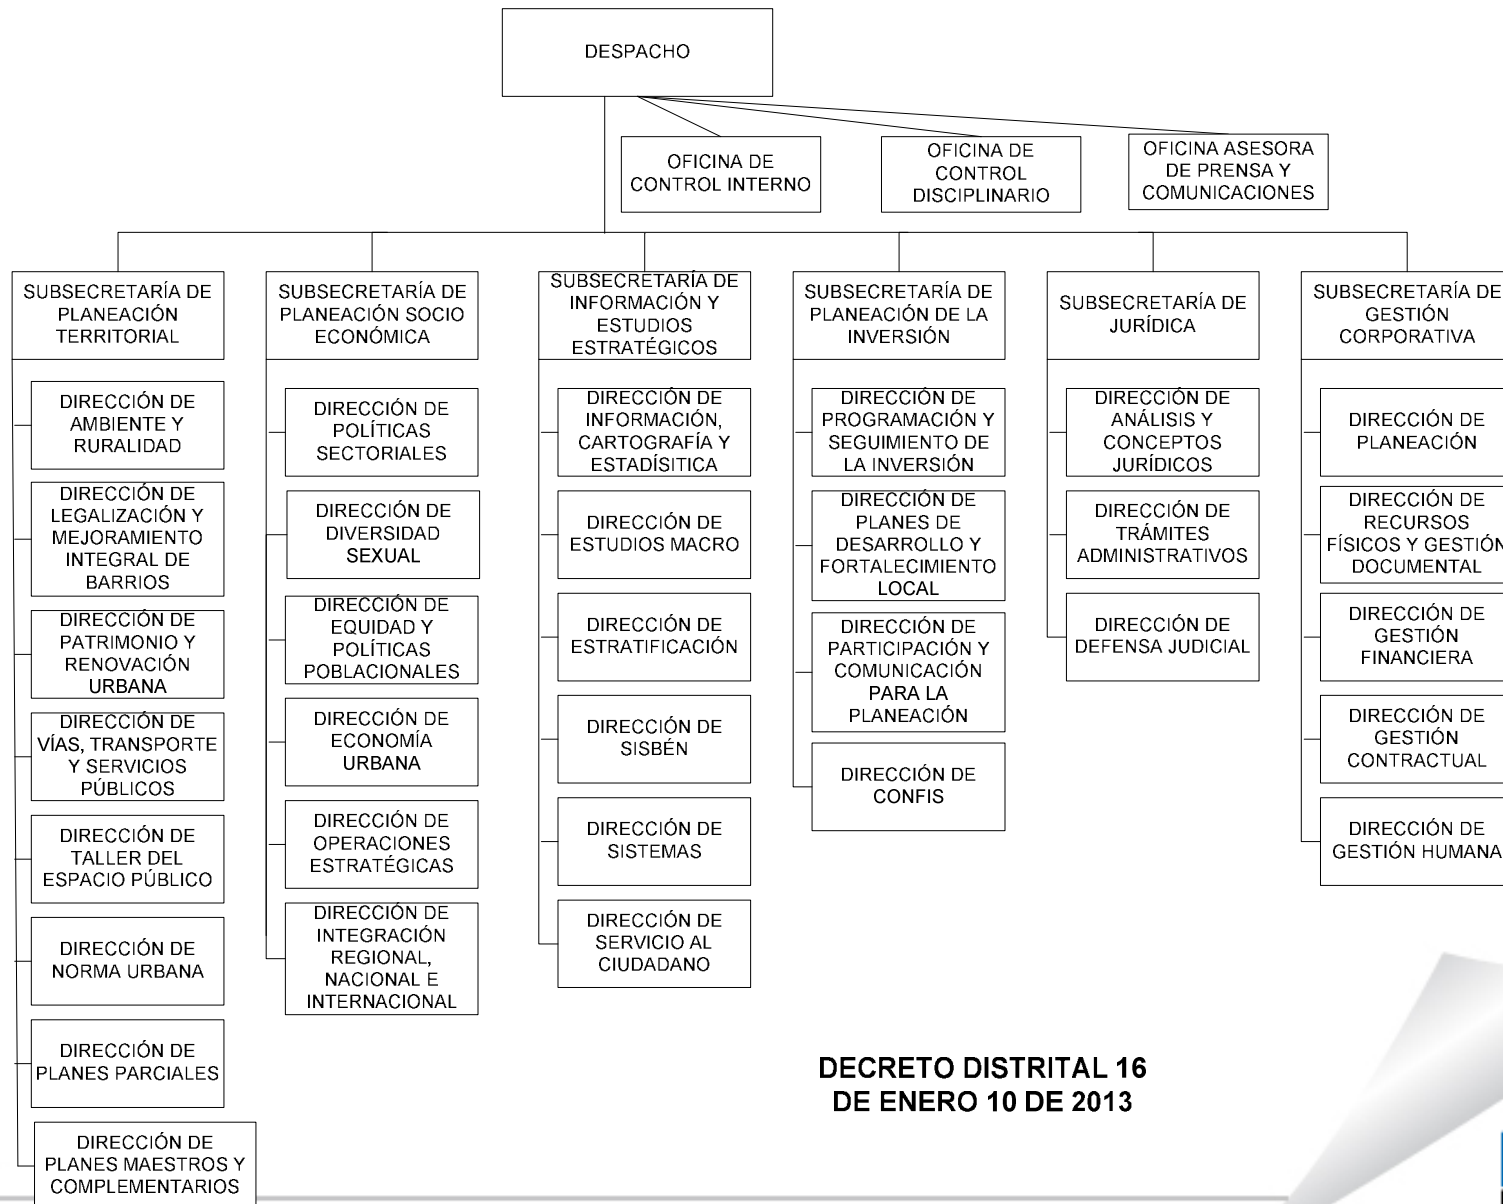 DESPACHO
OFICINA DE
CONTROL INTERNO
OFICINA DE
CONTROL
DISCIPLINARIO
OFICINA ASESORA
DE PRENSA Y
COMUNICACIONES
SUBSECRETARÍA DE
PLANEACIÓN
TERRITORIAL
DIRECCIÓN DE
AMBIENTE Y
RURALIDAD
DIRECCIÓN DE
LEGALIZACIÓN Y
MEJORAMIENTO
INTEGRAL DE
BARRIOS
DIRECCIÓN DE
PATRIMONIO Y
RENOVACIÓN
URBANA
DIRECCIÓN DE
VÍAS, TRANSPORTE
Y SERVICIOS
PÚBLICOS
DIRECCIÓN DE
TALLER DEL
ESPACIO PÚBLICO
DIRECCIÓN DE
NORMA URBANA
DIRECCIÓN DE
PLANES PARCIALES
DIRECCIÓN DE
PLANES MAESTROS Y
COMPLEMENTARIOS
SUBSECRETARÍA DE
PLANEACIÓN SOCIO
ECONÓMICA
DIRECCIÓN DE
POLÍTICAS
SECTORIALES
DIRECCIÓN DE
DIVERSIDAD
SEXUAL
DIRECCIÓN DE
EQUIDAD Y
POLÍTICAS
POBLACIONALES
DIRECCIÓN DE
ECONOMÍA
URBANA
DIRECCIÓN DE
OPERACIONES
ESTRATÉGICAS
DIRECCIÓN DE
INTEGRACIÓN
REGIONAL,
NACIONAL E
INTERNACIONAL
SUBSECRETARÍA DE
INFORMACIÓN Y
ESTUDIOS
ESTRATÉGICOS
DIRECCIÓN DE
INFORMACIÓN,
CARTOGRAFÍA Y
ESTADÍSITICA
DIRECCIÓN DE
ESTUDIOS MACRO
DIRECCIÓN DE
ESTRATIFICACIÓN
DIRECCIÓN DE
SISBÉN
DIRECCIÓN DE
SISTEMAS
DIRECCIÓN DE
SERVICIO AL
CIUDADANO
SUBSECRETARÍA DE
PLANEACIÓN DE LA
INVERSIÓN
DIRECCIÓN DE
PROGRAMACIÓN Y
SEGUIMIENTO DE
LA INVERSIÓN
DIRECCIÓN DE
PLANES DE
DESARROLLO Y
FORTALECIMIENTO
LOCAL
DIRECCIÓN DE
PARTICIPACIÓN Y
COMUNICACIÓN
PARA LA
PLANEACIÓN
DIRECCIÓN DE
CONFIS
SUBSECRETARÍA DE
JURÍDICA
DIRECCIÓN DE
ANÁLISIS Y
CONCEPTOS
JURÍDICOS
DIRECCIÓN DE
TRÁMITES
ADMINISTRATIVOS
DIRECCIÓN DE
DEFENSA JUDICIAL
SUBSECRETARÍA DE
GESTIÓN
CORPORATIVA
DIRECCIÓN DE
PLANEACIÓN
DIRECCIÓN DE
RECURSOS
FÍSICOS Y GESTIÓN
DOCUMENTAL
DIRECCIÓN DE
GESTIÓN
FINANCIERA
DIRECCIÓN DE
GESTIÓN
CONTRACTUAL
DIRECCIÓN DE
GESTIÓN HUMANA
DECRETO DISTRITAL 16
DE ENERO 10 DE 2013